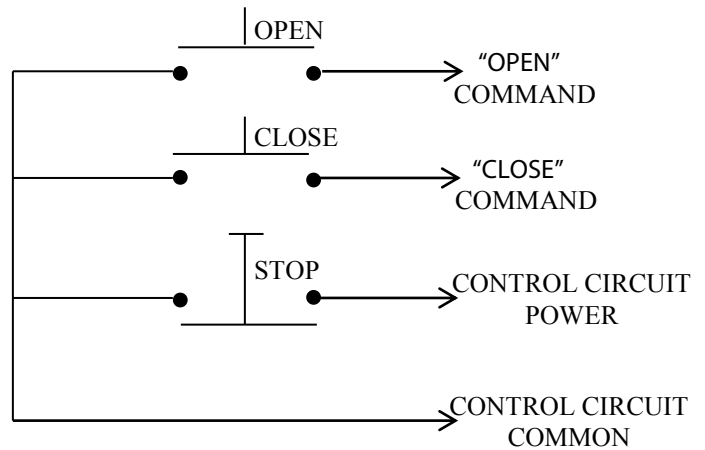 OPEN
“OPEN”
COMMAND
CLOSE
“CLOSE”
COMMAND
STOP
CONTROL CIRCUIT
POWER
CONTROL CIRCUIT
COMMON